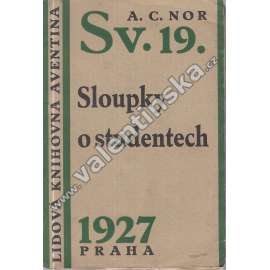 LIDOVÁ KNIHOVNA AVENTINA
A. C. NOR
SV. 19.
Sloupky
o studentech
1927
PRAHA
www.valentinska.cz